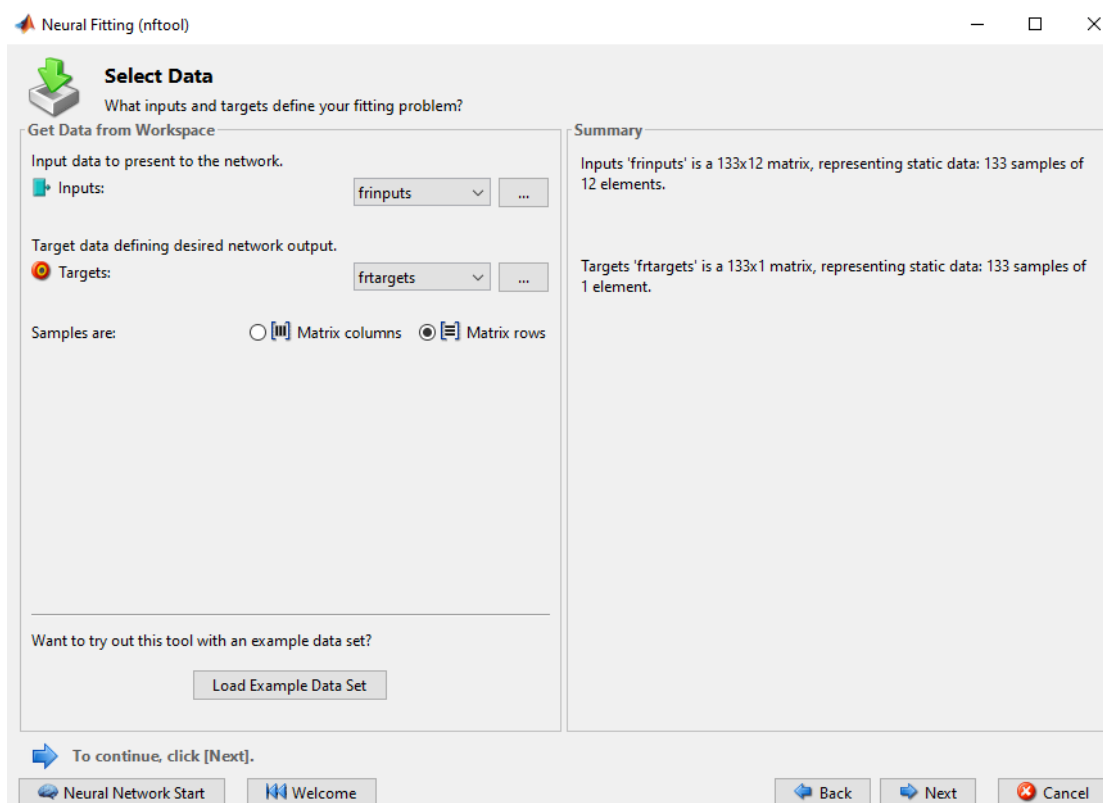 Neural Fitting (nftool)
Select Data
What inputs and targets define your fitting problem?
Get Data from Workspace
Input data to present to the network.
Inputs:
frinputs
...
Target data defining desired network output.
Targets:
frtargets
...
Samples are:
Matrix columns
Matrix rows
Want to try out this tool with an example data set?
Load Example Data Set
Summary
Inputs 'frinputs' is a 133x12 matrix, representing static data: 133 samples of
12 elements.
Targets 'frtargets' is a 133x1 matrix, representing static data: 133 samples of
1 element.
To continue, click [Next].
Neural Network Start
Welcome
Back
Next
Cancel